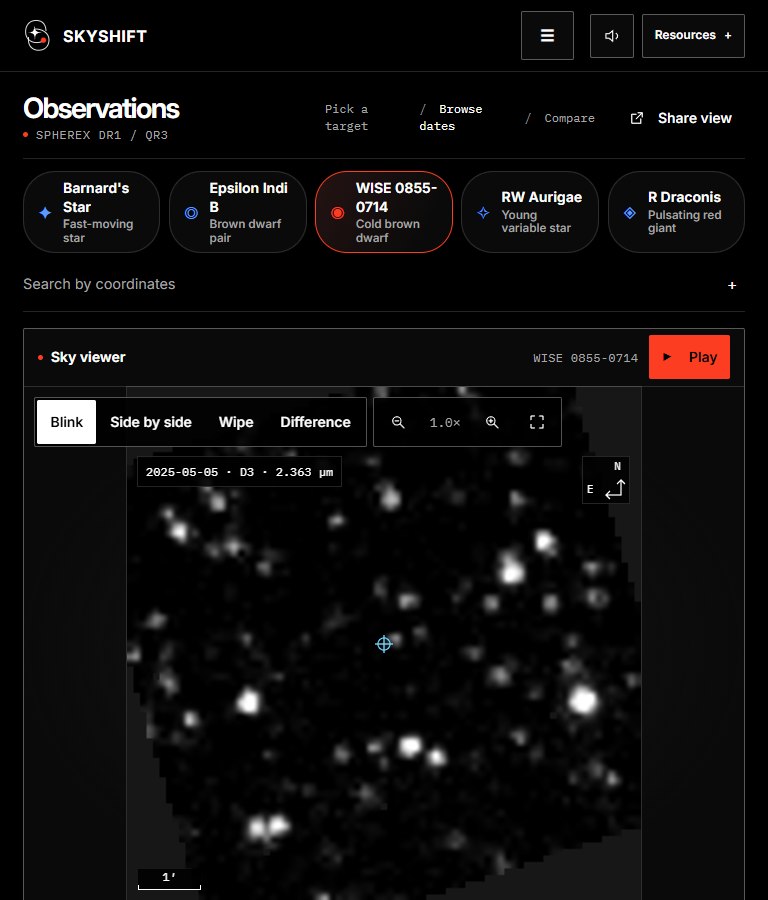 SKYSHIFT
☰
Resources +
Observations
SPHEREX DR1 / QR3
Pick a
target
/ Browse
dates
/ Compare
Share view
Barnard's
Star
Fast-moving
star
Epsilon Indi
B
Brown dwarf
pair
WISE 0855-
0714
Cold brown
dwarf
RW Aurigae
Young
variable star
R Draconis
Pulsating red
giant
Search by coordinates +
Sky viewer
WISE 0855-0714
Play
Blink
Side by side
Wipe
Difference
1.0×
2025-05-05 · D3 · 2.363 μm
N
E
1′